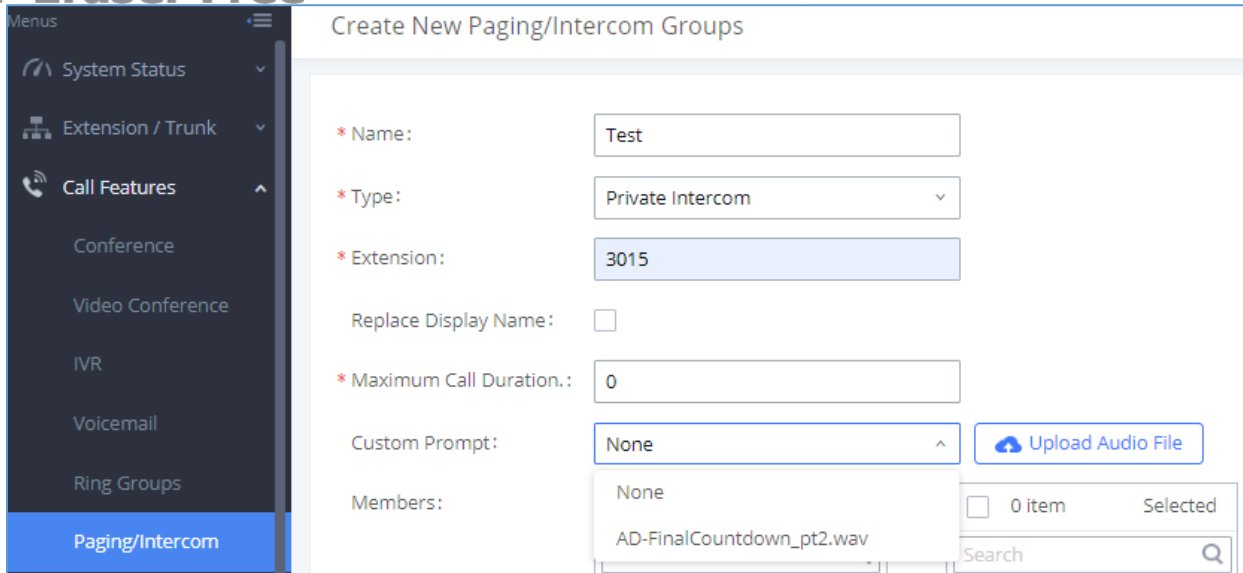 Menus
System Status
Extension / Trunk
Call Features
Conference
Video Conference
IVR
Voicemail
Ring Groups
Paging/Intercom
Create New Paging/Intercom Groups
* Name: Test
* Type: Private Intercom
* Extension: 3015
Replace Display Name:
* Maximum Call Duration.: 0
Custom Prompt: None Upload Audio File
None
AD-FinalCountdown_pt2.wav
Members: 0 item Selected
Search